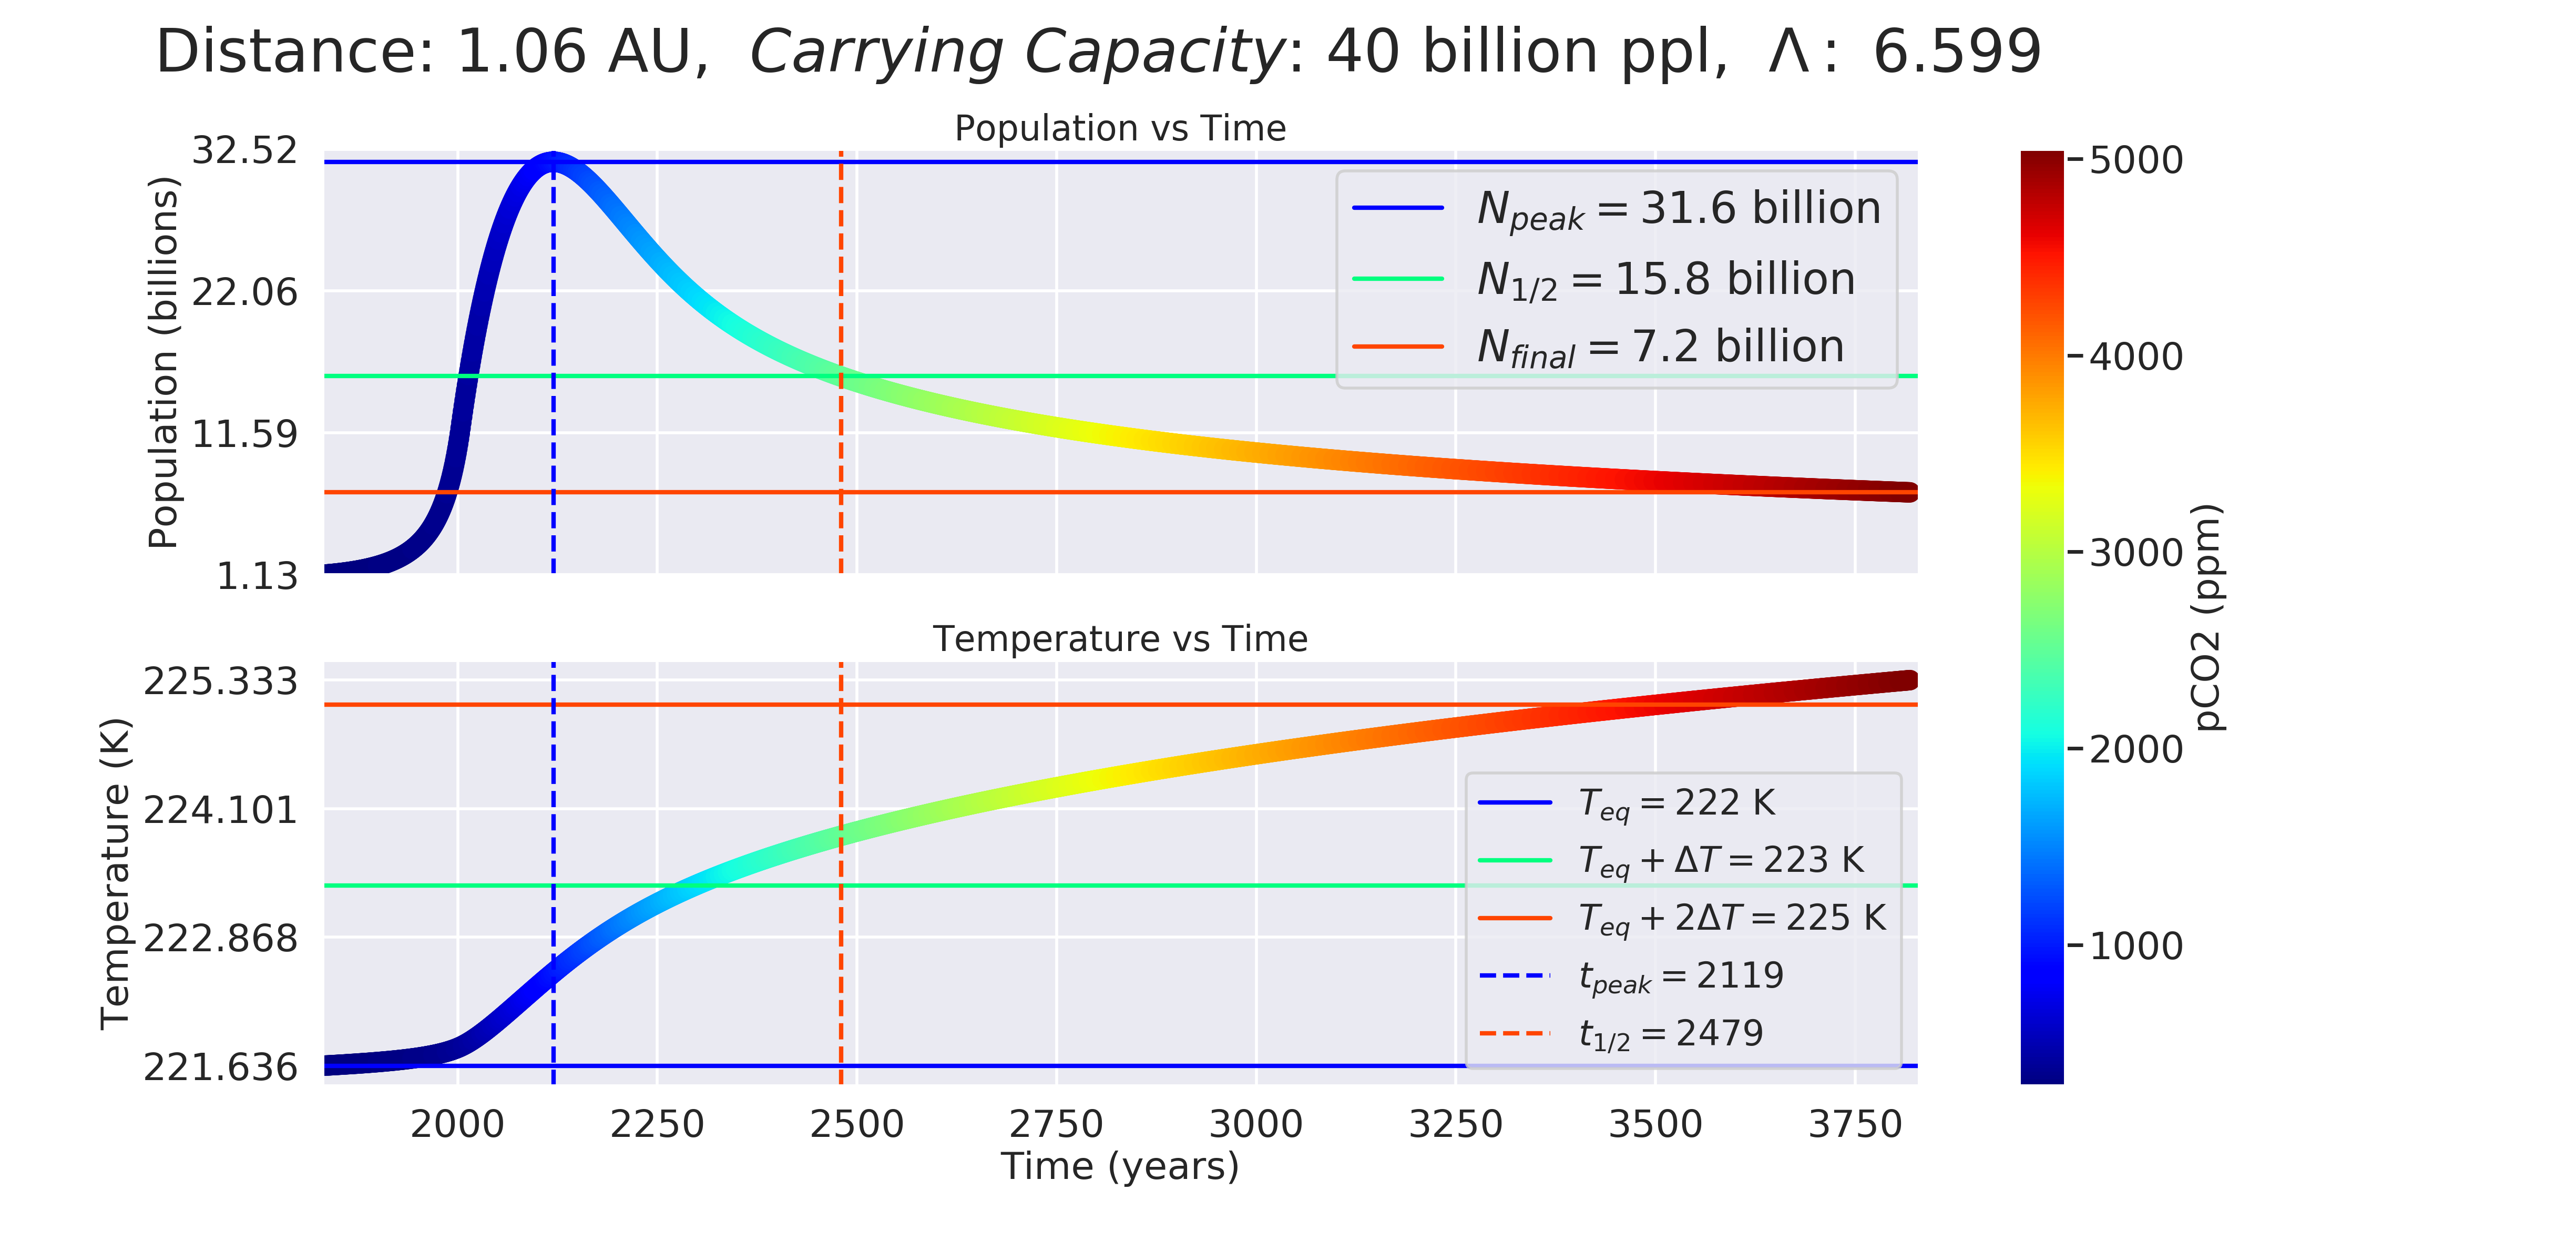 Distance: 1.06 AU, Carrying Capacity: 40 billion ppl, Λ: 6.599
Population vs Time
Population (billions)
32.52
22.06
11.59
1.13
N_peak = 31.6 billion
N_1/2 = 15.8 billion
N_final = 7.2 billion
Temperature vs Time
Temperature (K)
225.333
224.101
222.868
221.636
T_eq = 222 K
T_eq + ΔT = 223 K
T_eq + 2ΔT = 225 K
t_peak = 2119
t_1/2 = 2479
2000 2250 2500 2750 3000 3250 3500 3750
Time (years)
5000
4000
3000
2000
1000
pCO2 (ppm)